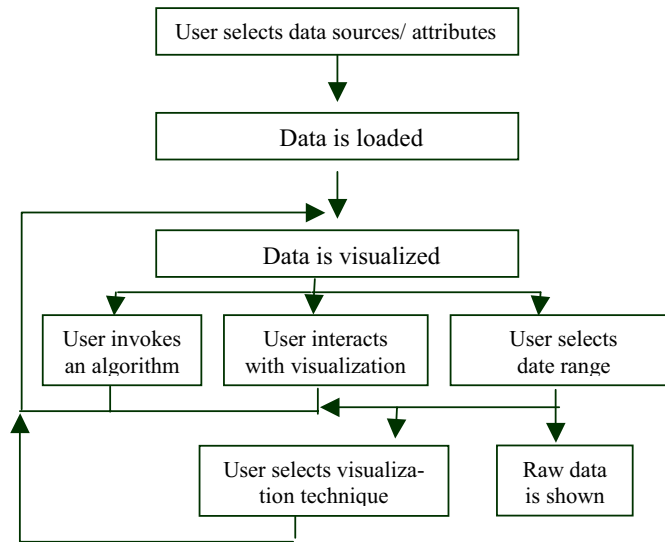 User selects data sources/ attributes
Data is loaded
Data is visualized
User invokes
an algorithm
User interacts
with visualization
User selects
date range
User selects visualiza-
tion technique
Raw data
is shown